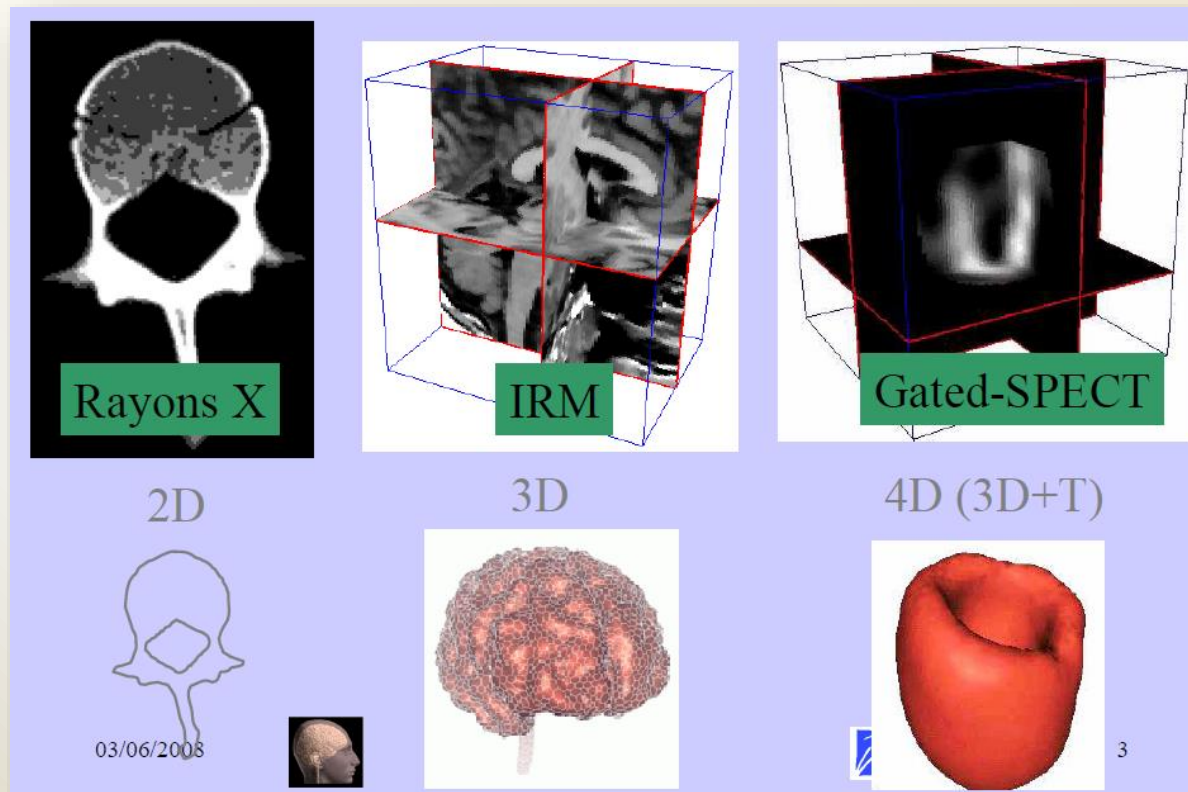 Rayons X
IRM
Gated-SPECT
2D
3D
4D (3D+T)
03/06/2008
3